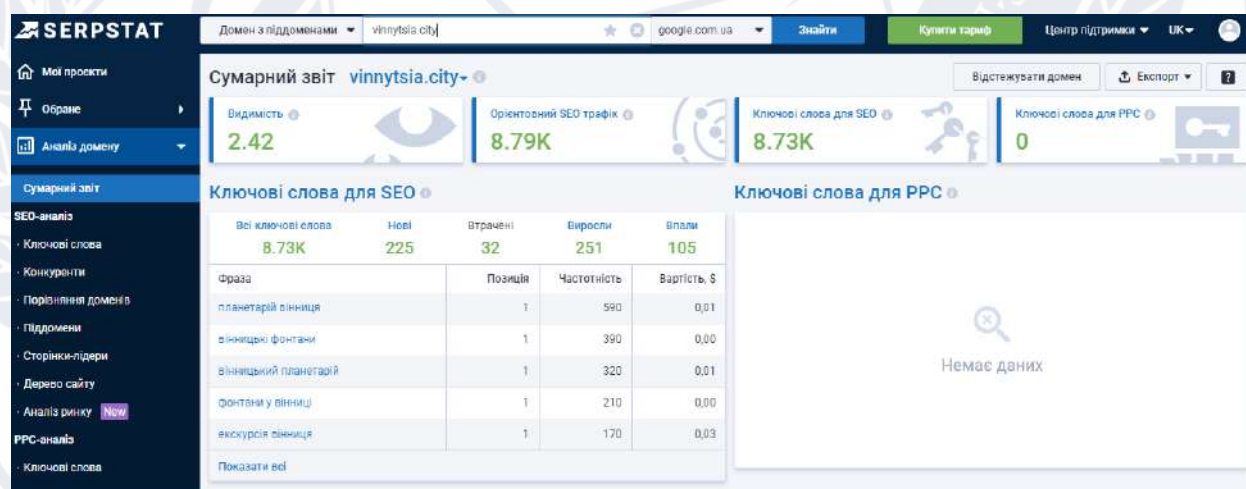 SERPSTAT
Домен з піддоменами vinnytsia.city google.com.ua Знайти Купити тариф Центр підтримки UK
Мої проєкти
Обране
Аналіз домену
Сумарний звіт
SEO-аналіз
· Ключові слова
· Конкуренти
· Порівняння доменів
· Піддомени
· Сторінки-лідери
· Дерево сайту
· Аналіз ринку New
PPC-аналіз
· Ключові слова
Сумарний звіт vinnytsia.city
Відстежувати домен Експорт ?
Видимість
2.42
Орієнтовний SEO трафік
8.79K
Ключові слова для SEO
8.73K
Ключові слова для PPC
0
Ключові слова для SEO
Всі ключові слова Нові Втрачені Виросли Впали
8.73K 225 32 251 105
Фраза Позиція Частотність Вартість, $
планетарій вінниця 1 590 0,01
вінницькі фонтани 1 390 0,00
вінницький планетарій 1 320 0,01
фонтани у вінниці 1 210 0,00
екскурсія вінниця 1 170 0,03
Показати всі
Ключові слова для PPC
Немає даних